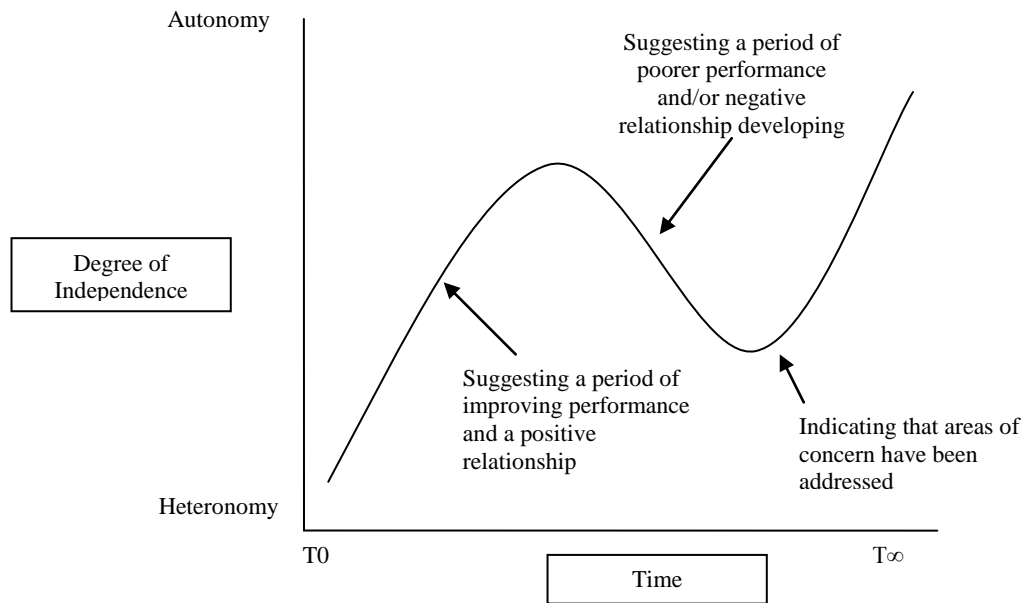 Autonomy
Suggesting a period of
poorer performance
and/or negative
relationship developing
Degree of
Independence
Suggesting a period of
improving performance
and a positive
relationship
Indicating that areas of
concern have been
addressed
Heteronomy
T0
T∞
Time